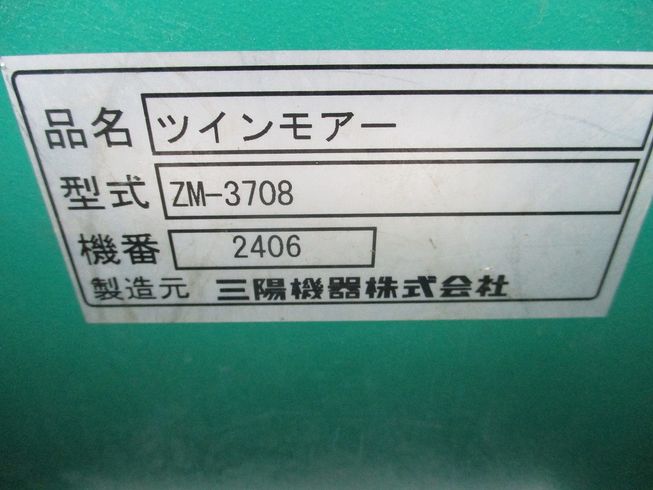 品名 ツインモアー
型式 ZM-3708
機番 2406
製造元 三陽機器株式会社